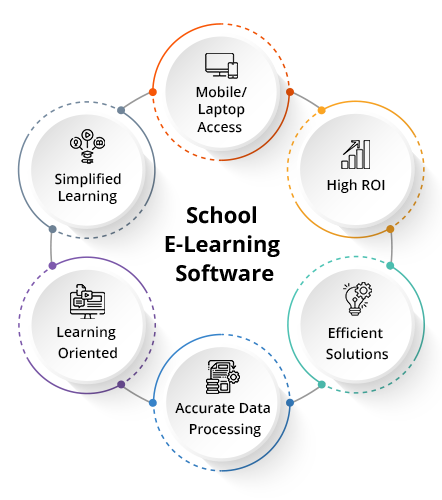 Mobile/
Laptop
Access
High ROI
Efficient
Solutions
Accurate Data
Processing
Learning
Oriented
Simplified
Learning
School
E-Learning
Software